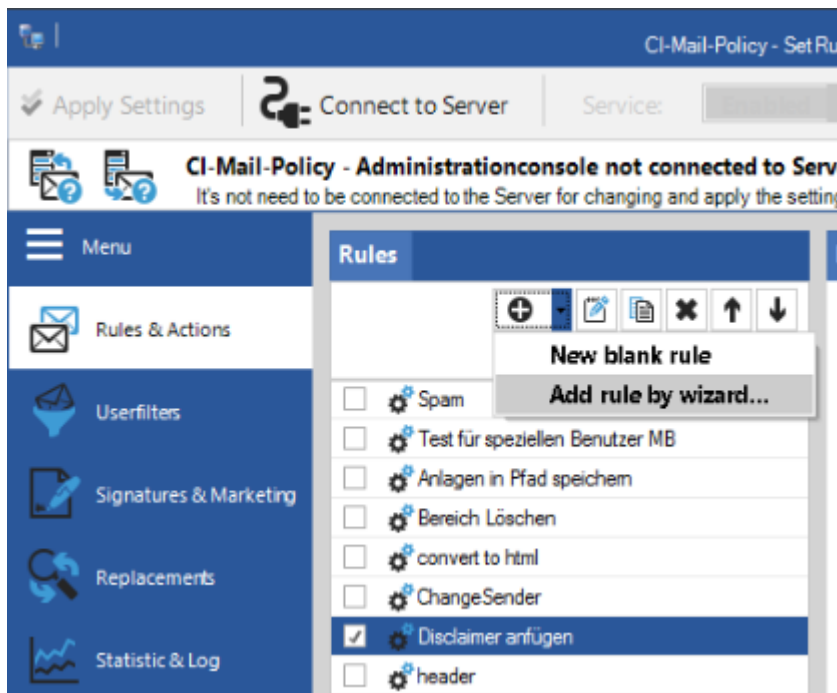 CI-Mail-Policy - SetRu
Apply Settings
Connect to Server
Service:
Enabled
CI-Mail-Policy - Administrationconsole not connected to Serv
It's not need to be connected to the Server for changing and apply the setting
Menu
Rules
Rules & Actions
New blank rule
Add rule by wizard...
Userfilters
Spam
Test für speziellen Benutzer MB
Signatures & Marketing
Anlagen in Pfad speichern
Bereich Löschen
Replacements
convert to html
ChangeSender
Statistic & Log
Disclaimer anfügen
header